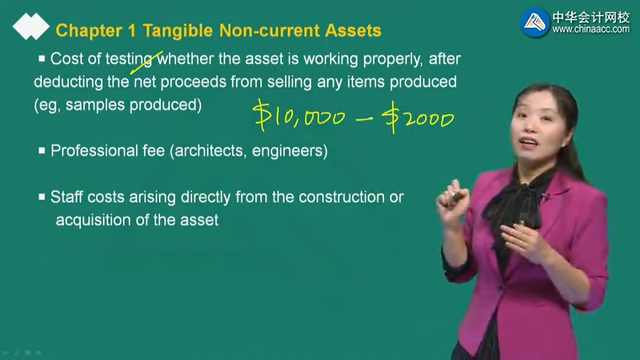 Chapter 1 Tangible Non-current Assets
中华会计网校
www.chinaacc.com
■ Cost of testing whether the asset is working properly, after
deducting the net proceeds from selling any items produced
(eg, samples produced)
$10,000 - $2000
■ Professional fee (architects, engineers)
■ Staff costs arising directly from the construction or
acquisition of the asset